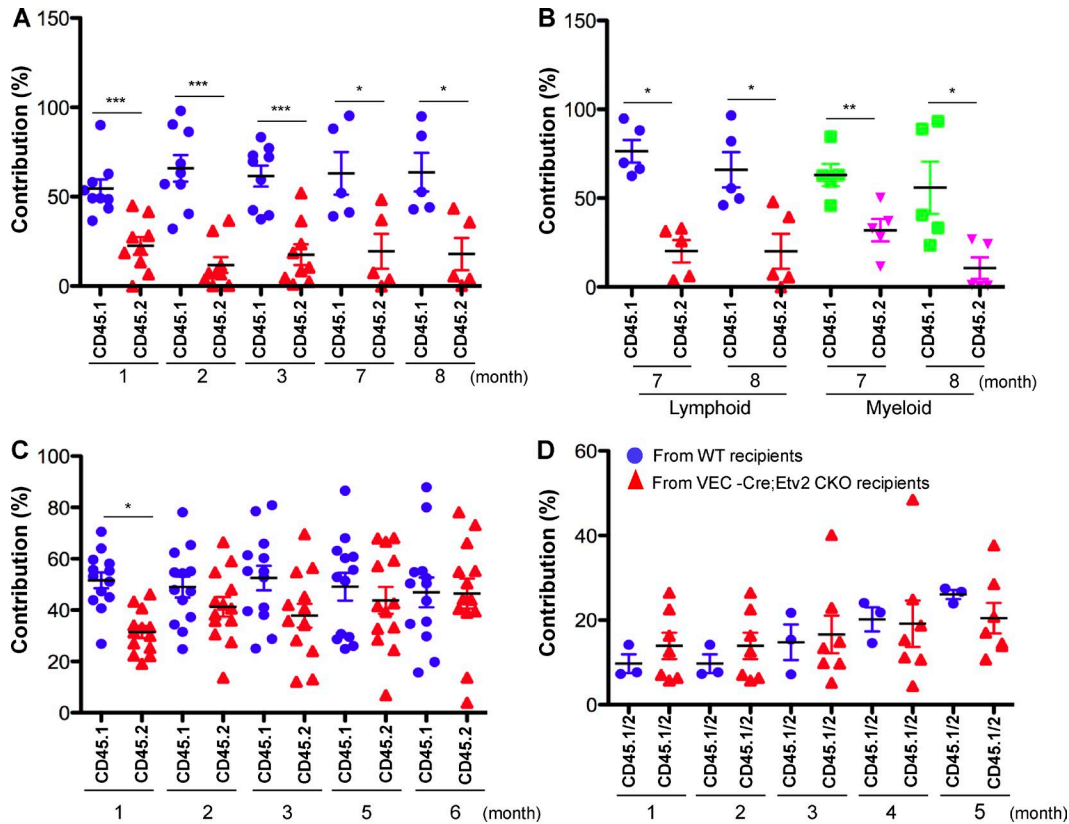 A
150
100
50
0
Contribution (%)
***
***
***
*
*
CD45.1
CD45.2
CD45.1
CD45.2
CD45.1
CD45.2
CD45.1
CD45.2
CD45.1
CD45.2
1 2 3 7 8 (month)
B
150
100
50
0
Contribution (%)
*
*
**
*
CD45.1
CD45.2
CD45.1
CD45.2
CD45.1
CD45.2
CD45.1
CD45.2
7 8 7 8 (month)
Lymphoid Myeloid
C
100
80
60
40
20
0
Contribution (%)
*
CD45.1
CD45.2
CD45.1
CD45.2
CD45.1
CD45.2
CD45.1
CD45.2
CD45.1
CD45.2
1 2 3 5 6 (month)
D
60
40
20
0
Contribution (%)
From WT recipients
From VEC -Cre;Etv2 CKO recipients
CD45.1/2
CD45.1/2
CD45.1/2
CD45.1/2
CD45.1/2
CD45.1/2
CD45.1/2
CD45.1/2
CD45.1/2
CD45.1/2
1 2 3 4 5 (month)